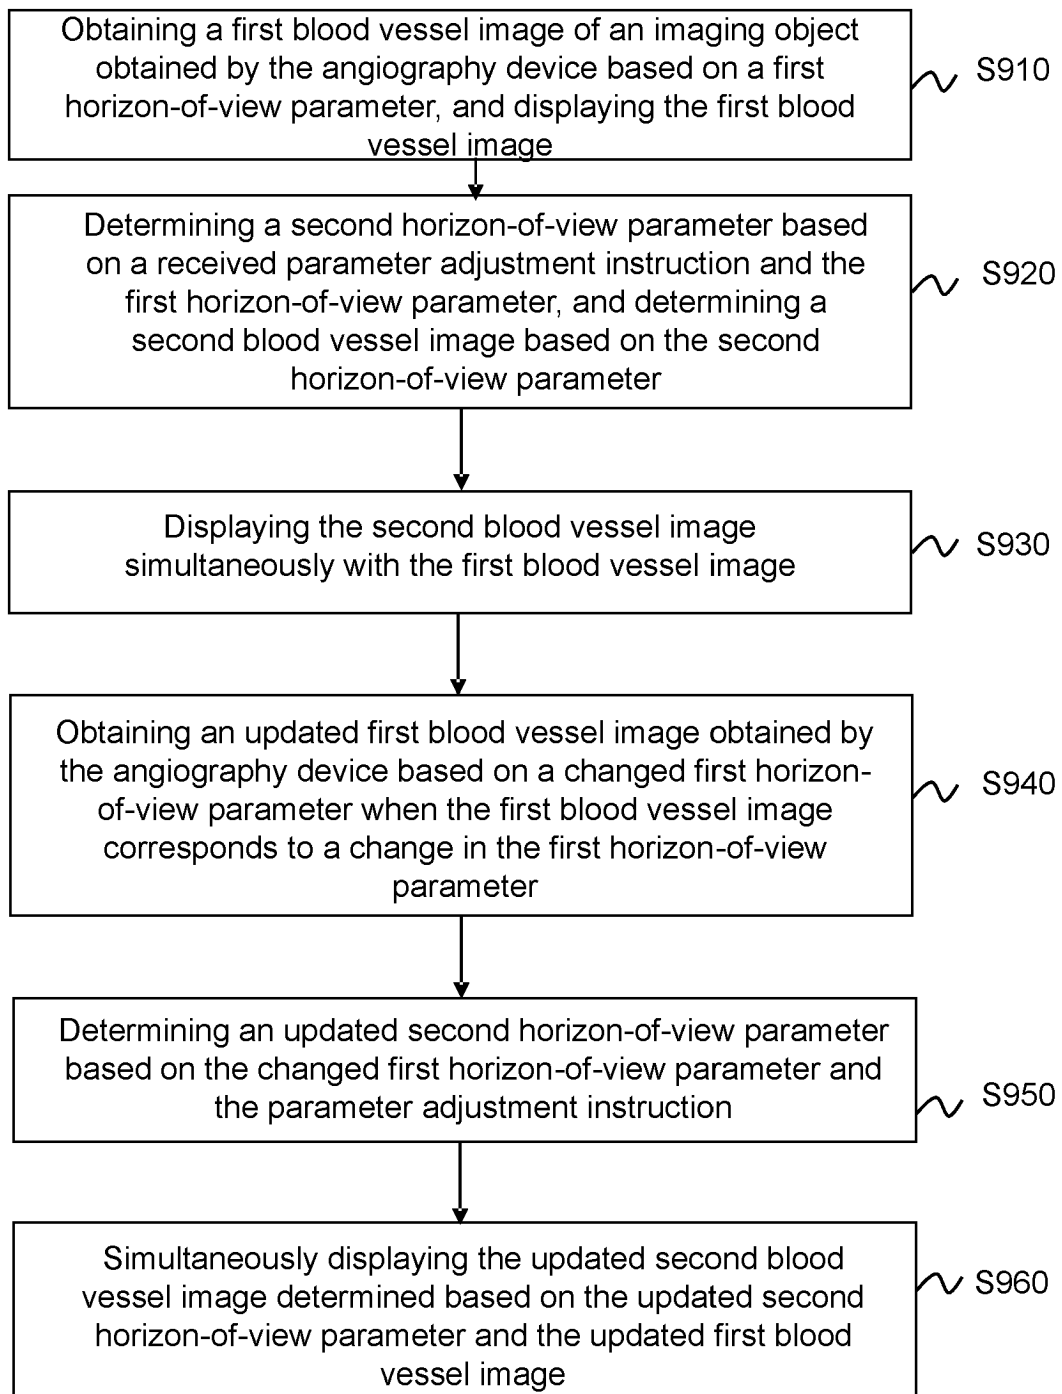 Obtaining a first blood vessel image of an imaging object
obtained by the angiography device based on a first
horizon-of-view parameter, and displaying the first blood
vessel image
S910
Determining a second horizon-of-view parameter based
on a received parameter adjustment instruction and the
first horizon-of-view parameter, and determining a
second blood vessel image based on the second
horizon-of-view parameter
S920
Displaying the second blood vessel image
simultaneously with the first blood vessel image
S930
Obtaining an updated first blood vessel image obtained by
the angiography device based on a changed first horizon-
of-view parameter when the first blood vessel image
corresponds to a change in the first horizon-of-view
parameter
S940
Determining an updated second horizon-of-view parameter
based on the changed first horizon-of-view parameter and
the parameter adjustment instruction
S950
Simultaneously displaying the updated second blood
vessel image determined based on the updated second
horizon-of-view parameter and the updated first blood
vessel image
S960